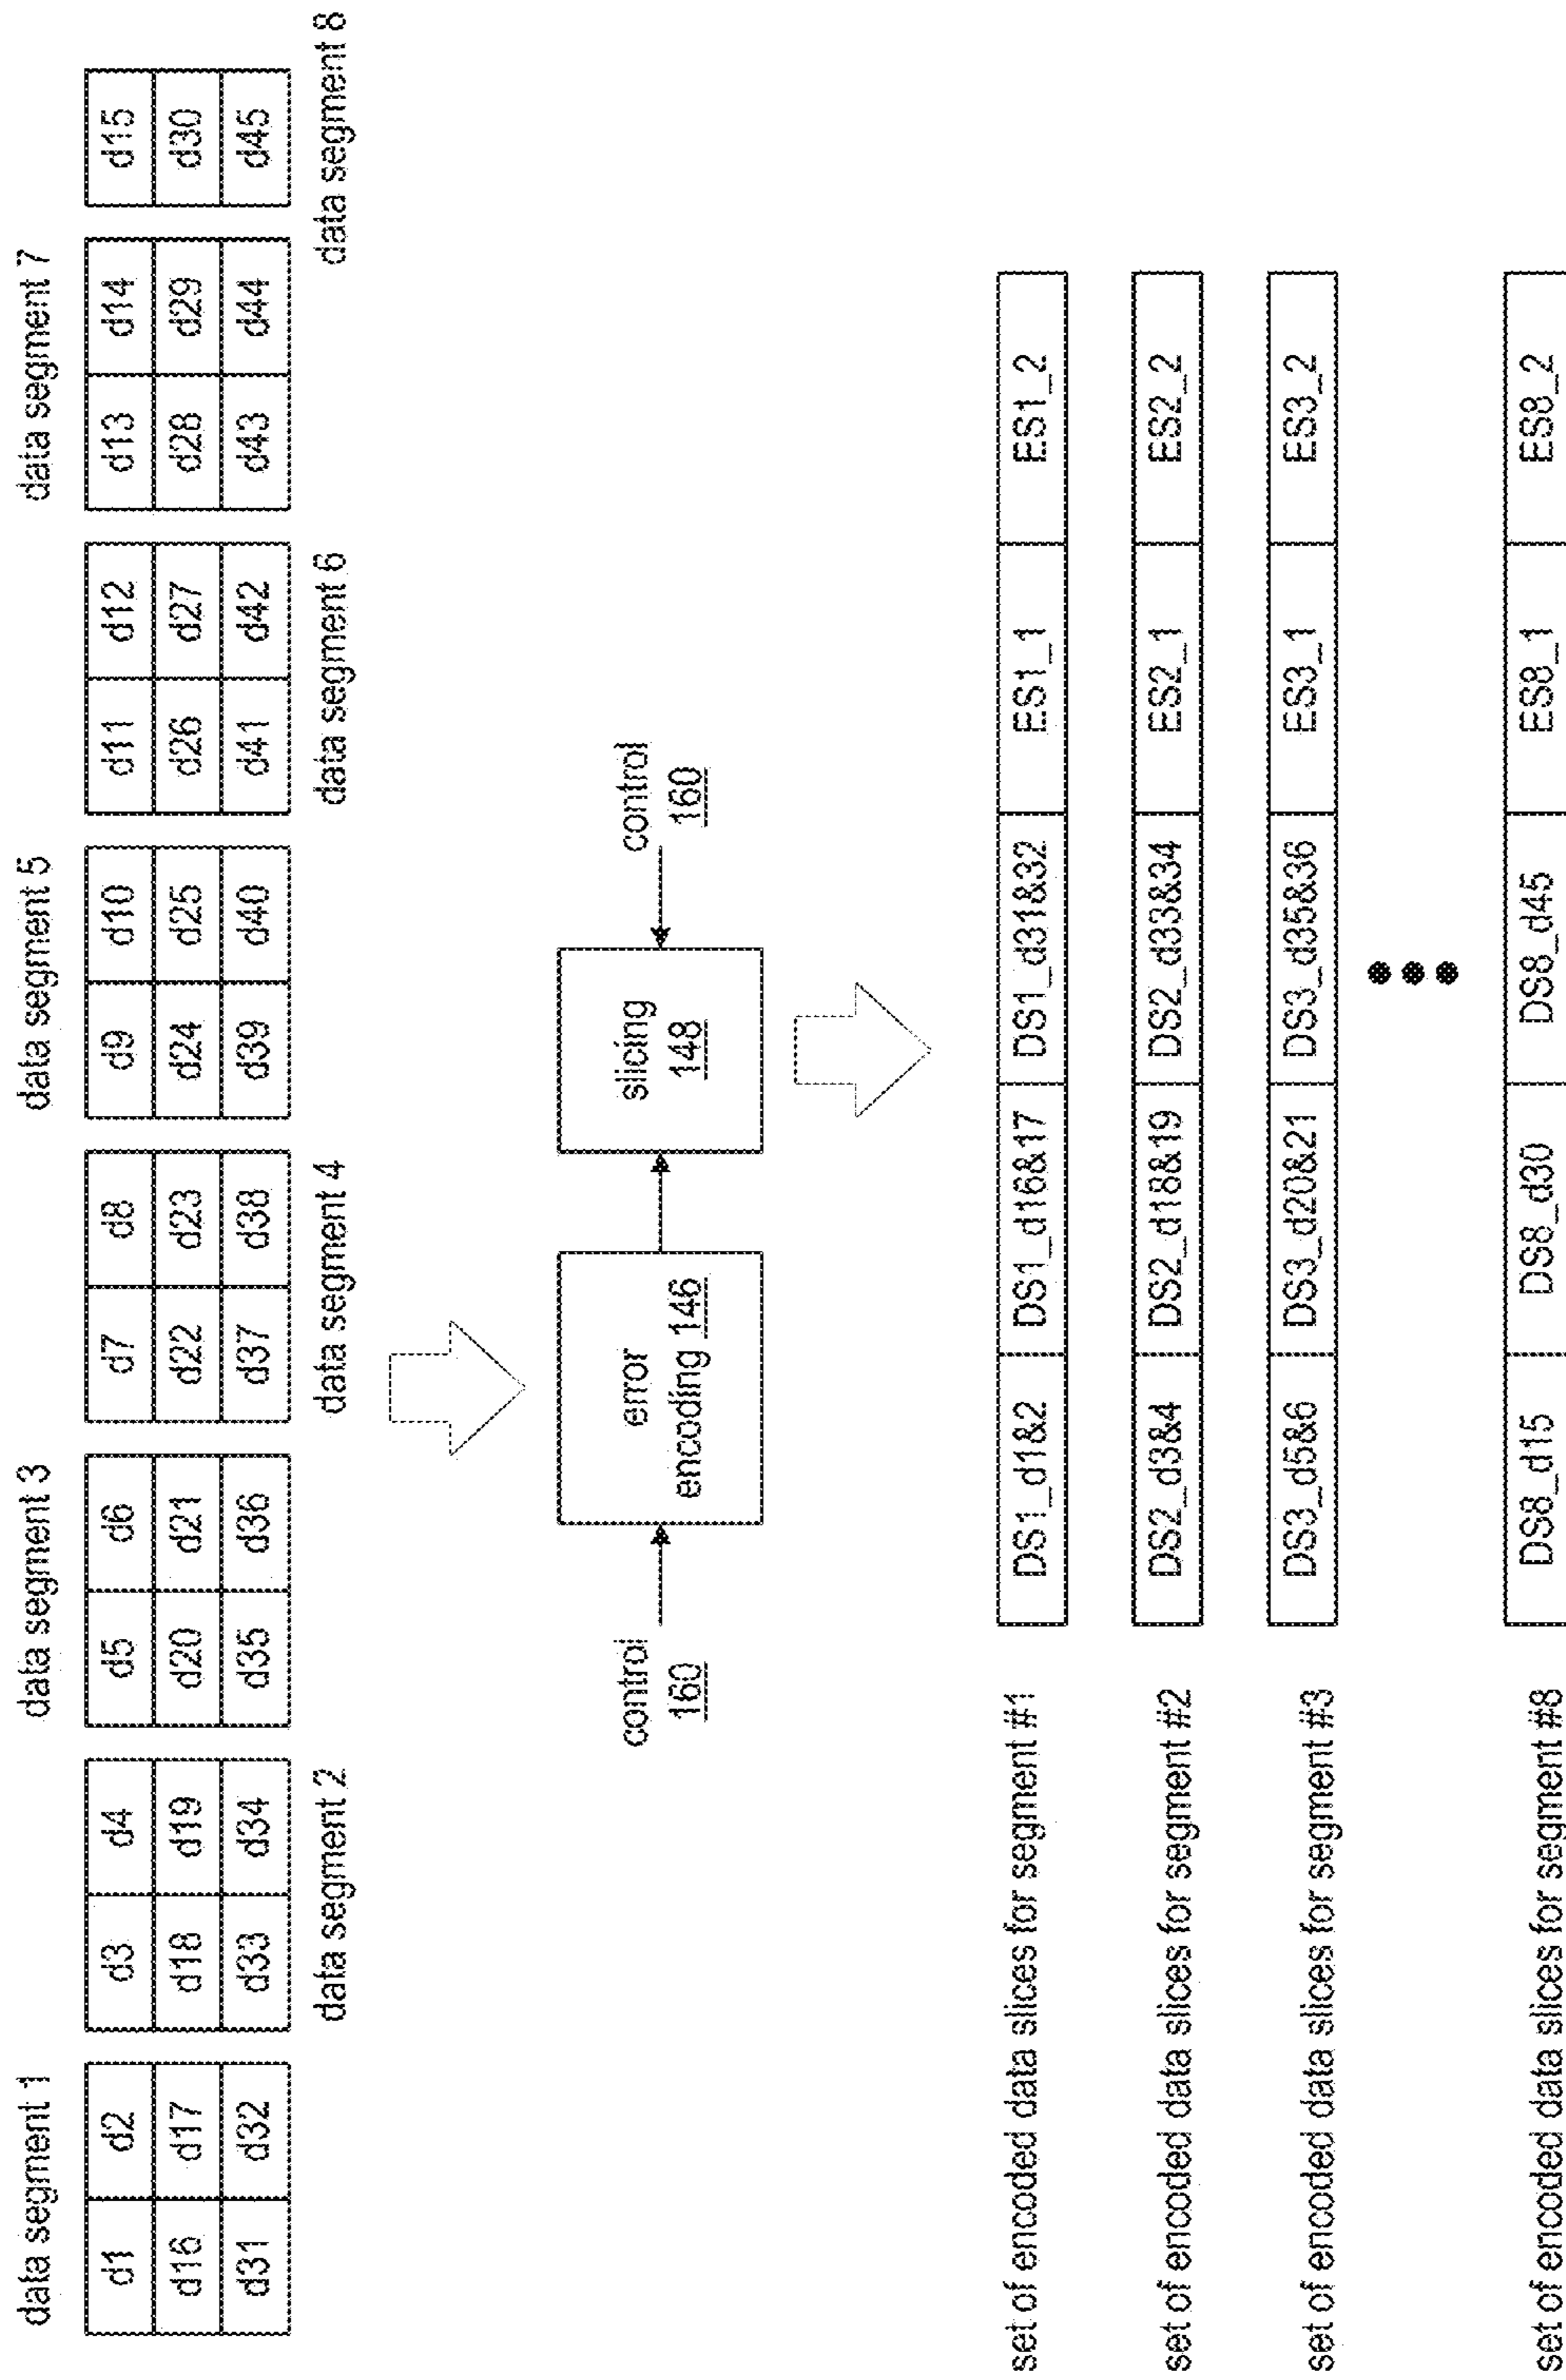 data segment 1
data segment 3
data segment 5
data segment 7
d1 d2 d3 d4 d5 d6 d7 d8 d9 d10 d11 d12 d13 d14 d15
d16 d17 d18 d19 d20 d21 d22 d23 d24 d25 d26 d27 d28 d29 d30
d31 d32 d33 d34 d35 d36 d37 d38 d39 d40 d41 d42 d43 d44 d45
data segment 2
data segment 4
data segment 6
data segment 8
control
160
error
encoding 146
slicing
148
control
160
set of encoded data slices for segment #1 DS1_d1&2 DS1_d16&17 DS1_d31&32 ES1_1 ES1_2
set of encoded data slices for segment #2 DS2_d3&4 DS2_d18&19 DS2_d33&34 ES2_1 ES2_2
set of encoded data slices for segment #3 DS3_d5&6 DS3_d20&21 DS3_d35&36 ES3_1 ES3_2
set of encoded data slices for segment #8 DS8_d15 DS8_d30 DS8_d45 ES8_1 ES8_2